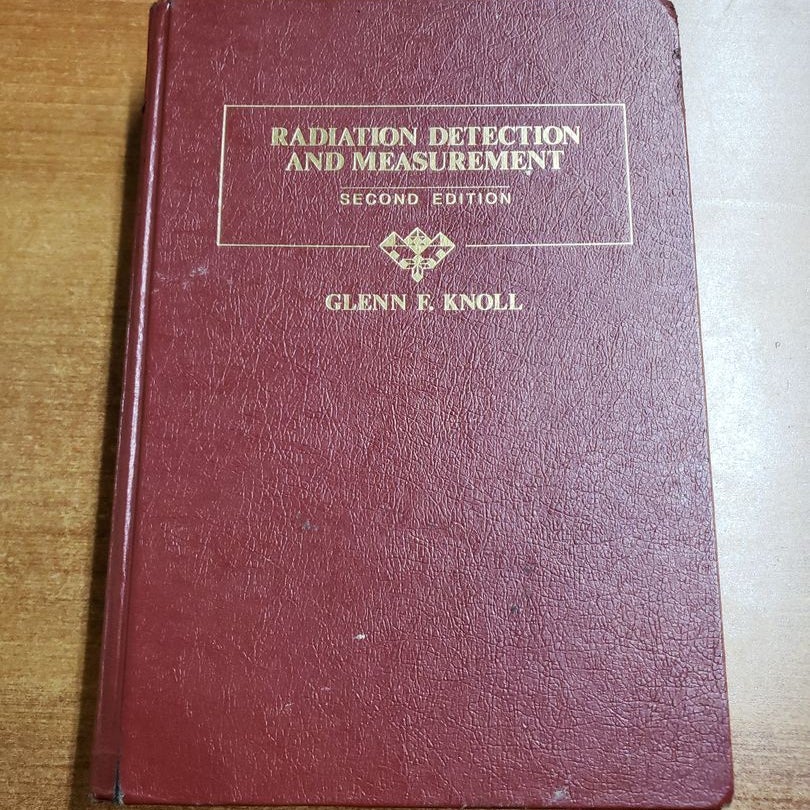 RADIATION DETECTION
AND MEASUREMENT
SECOND EDITION
GLENN F. KNOLL